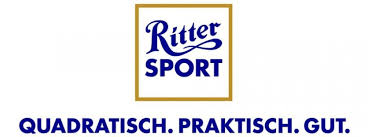 Ritter
SPORT
QUADRATISCH. PRAKTISCH. GUT.